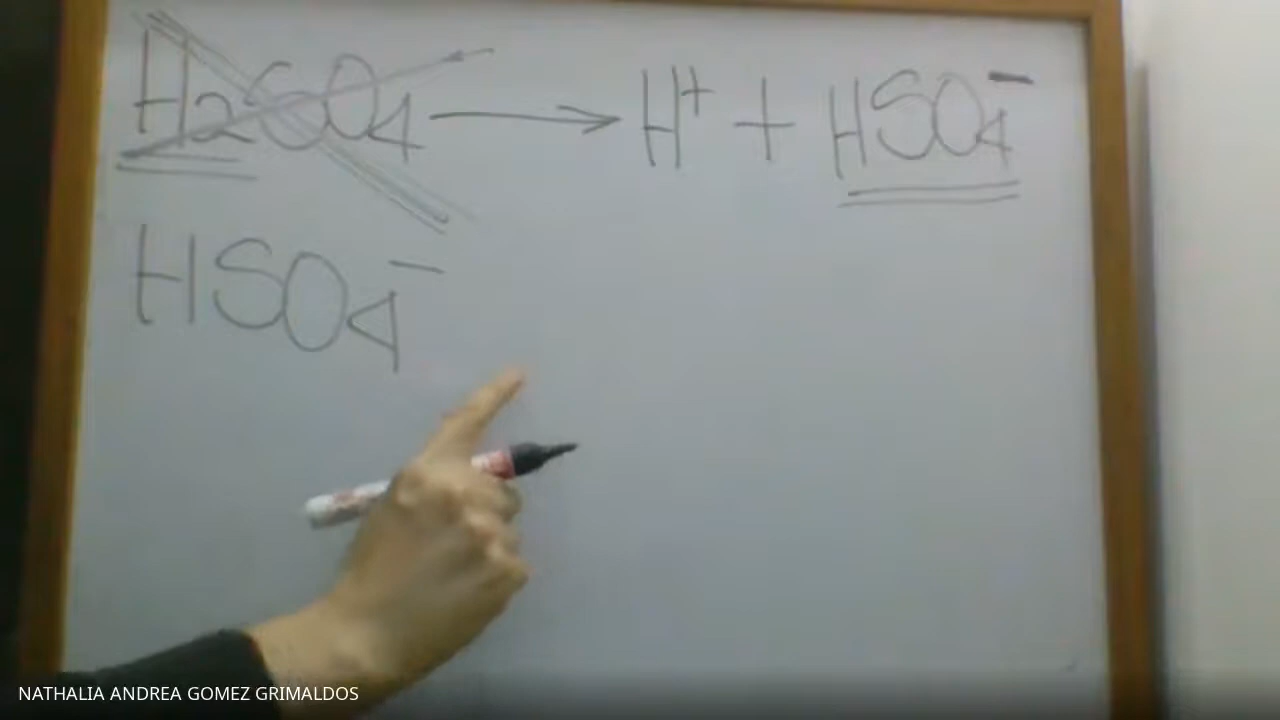 H₂SO₄ → H⁺ + HSO₄⁻
HSO₄⁻
NATHALIA ANDREA GOMEZ GRIMALDOS